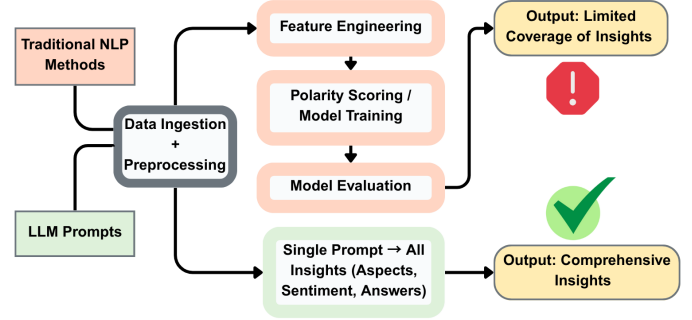 Traditional NLP
Methods
LLM Prompts
Data Ingestion
+
Preprocessing
Feature Engineering
Polarity Scoring /
Model Training
Model Evaluation
Output: Limited
Coverage of Insights
Single Prompt → All
Insights (Aspects,
Sentiment, Answers)
Output: Comprehensive
Insights